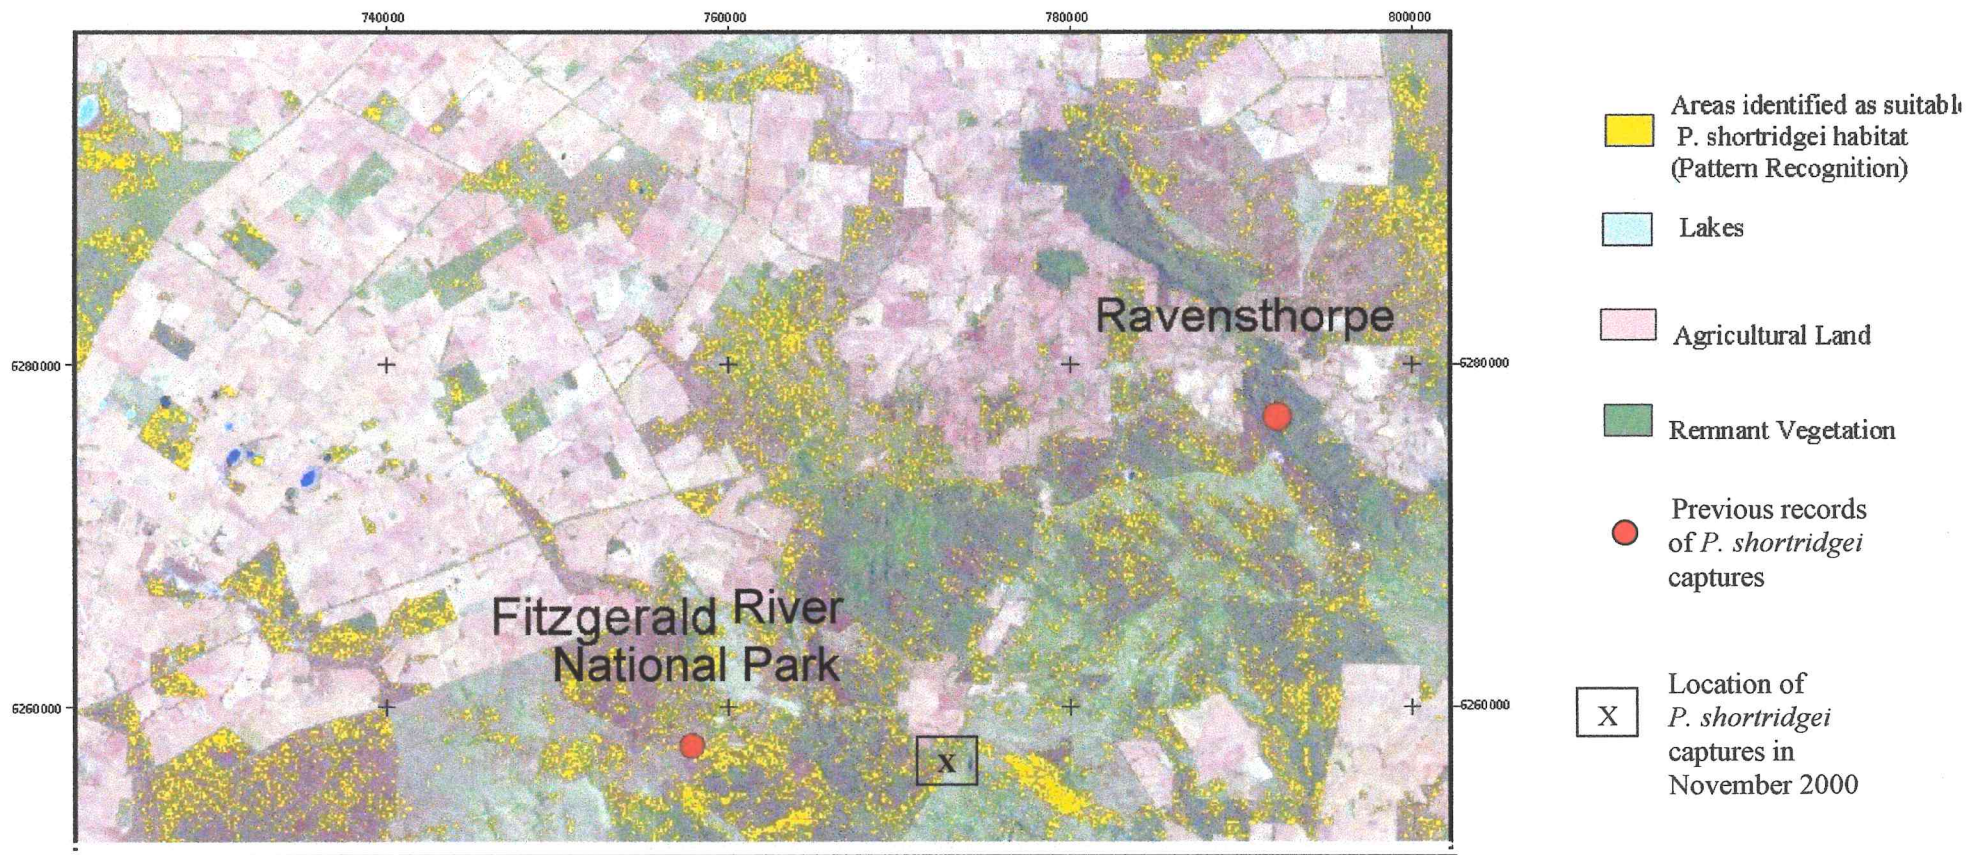 740000 760000 780000 800000
Areas identified as suitabl
P. shortridgei habitat
(Pattern Recognition)
Lakes
Ravensthorpe
Agricultural Land
6280000 6280000
Remnant Vegetation
Previous records
of P. shortridgei
captures
Fitzgerald River
National Park
6260000 6260000
X
X
Location of
P. shortridgei
captures in
November 2000